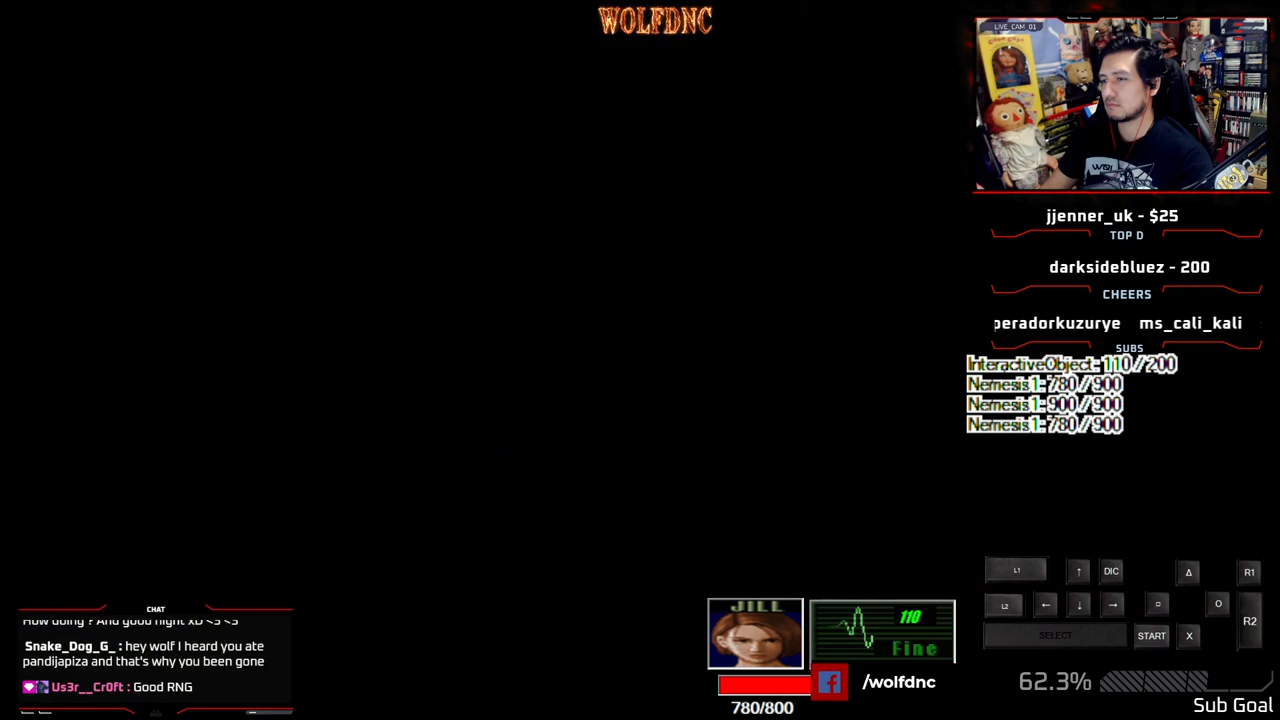 WOLFDNC
LIVE CAM_01
jjenner_uk - $25
TOP D
darksidebluez - 200
CHEERS
peradorkuzurye ms_cali_kali
SUBS
InteractiveObject: 110//200
Nemesis1: 780//900
Nemesis1: 900//900
Nemesis1: 780//900
L1 ↑ DIC Δ R1
L2 ← ↓ → □ O R2
SELECT START X
JILL
110
Fine
780/800
/wolfdnc
62.3%
Sub Goal
CHAT
How doing ? And good night xD <3 <3
Snake_Dog_G_ : hey wolf I heard you ate
pandijapiza and that's why you been gone
Us3r__Cr0ft : Good RNG